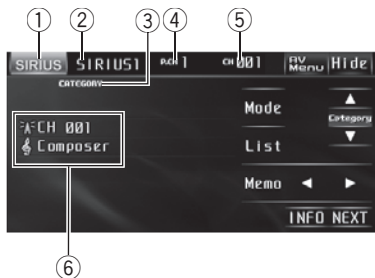 1 2 3 4 5
SIRIUS SIRIUS1 P.CH 1 CH 001 AV Menu Hide
CATEGORY
Mode
Category
CH 001
Composer
List
Memo
INFO NEXT
6